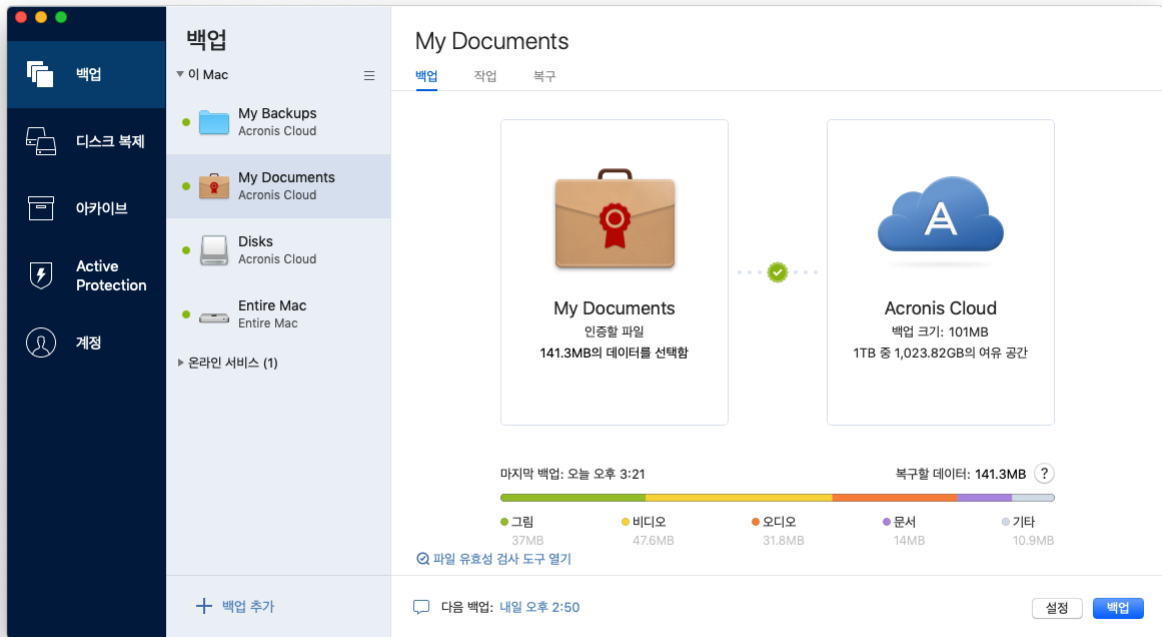 백업
디스크 복제
아카이브
Active
Protection
계정
백업
이 Mac
My Backups
Acronis Cloud
My Documents
Acronis Cloud
Disks
Acronis Cloud
Entire Mac
Entire Mac
온라인 서비스 (1)
백업 추가
My Documents
백업 작업 복구
My Documents
인증할 파일
141.3MB의 데이터를 선택함
A
Acronis Cloud
백업 크기: 101MB
1TB 중 1,023.82GB의 여유 공간
마지막 백업: 오늘 오후 3:21
복구할 데이터: 141.3MB ?
그림 비디오 오디오 문서 기타
37MB 47.6MB 31.8MB 14MB 10.9MB
파일 유효성 검사 도구 열기
다음 백업: 내일 오후 2:50
설정 백업